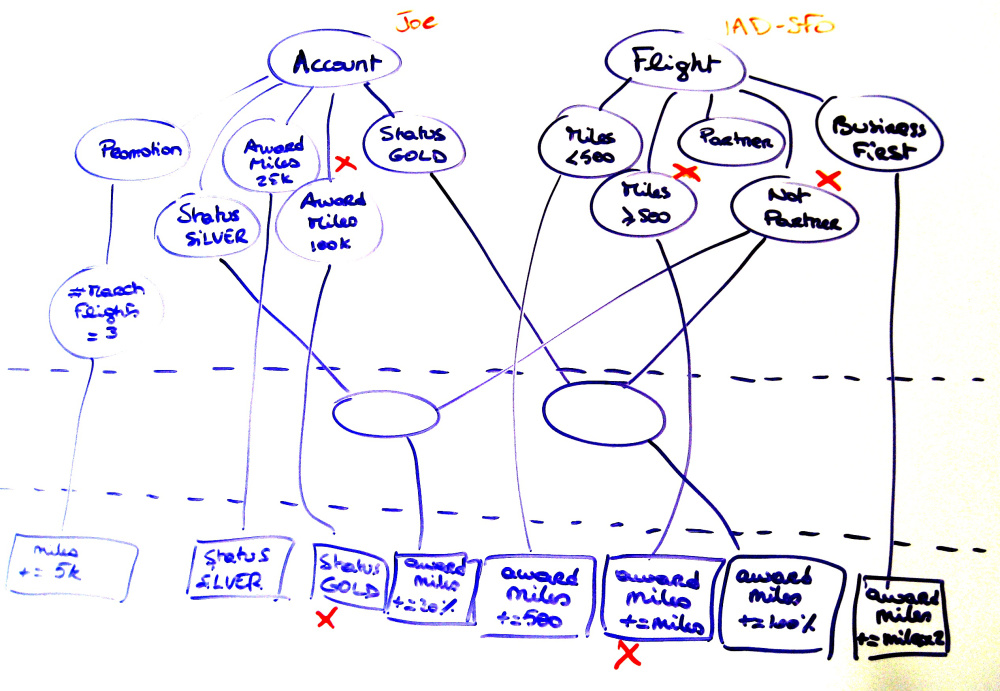 Joe
IAD-SFO
Account
Flight
Promotion
Award
Miles
25K
Status
GOLD
Miles
<500
Partner
Business
First
Status
SILVER
Award
Miles
100K
Miles
≥500
Not
Partner
#March
Flights
= 3
miles
+= 5k
Status
SILVER
Status
GOLD
award
miles
+=20%
award
miles
+=500
award
miles
+=miles
award
miles
+=100%
award
miles
+=milesx2